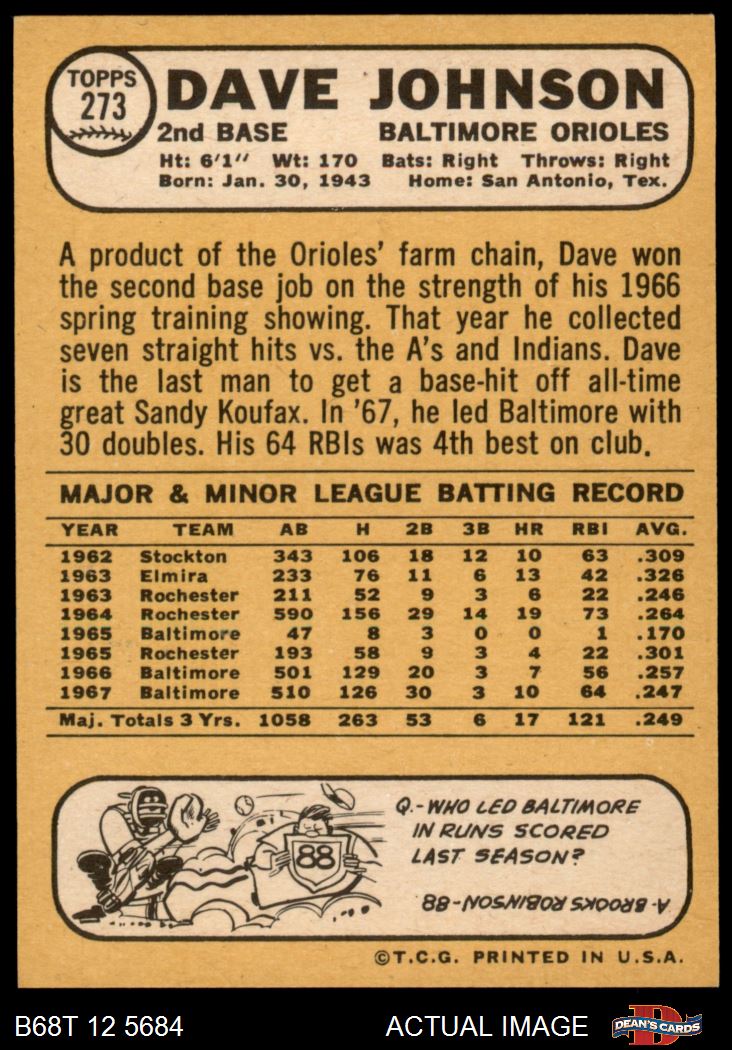 TOPPS
273
DAVE JOHNSON
2nd BASE BALTIMORE ORIOLES
Ht: 6'1" Wt: 170 Bats: Right Throws: Right
Born: Jan. 30, 1943 Home: San Antonio, Tex.
A product of the Orioles' farm chain, Dave won
the second base job on the strength of his 1966
spring training showing. That year he collected
seven straight hits vs. the A's and Indians. Dave
is the last man to get a base-hit off all-time
great Sandy Koufax. In '67, he led Baltimore with
30 doubles. His 64 RBIs was 4th best on club.
MAJOR & MINOR LEAGUE BATTING RECORD
YEAR TEAM AB H 2B 3B HR RBI AVG.
1962 Stockton 343 106 18 12 10 63 .309
1963 Elmira 233 76 11 6 13 42 .326
1963 Rochester 211 52 9 3 6 22 .246
1964 Rochester 590 156 29 14 19 73 .264
1965 Baltimore 47 8 3 0 0 1 .170
1965 Rochester 193 58 9 3 4 22 .301
1966 Baltimore 501 129 20 3 7 56 .257
1967 Baltimore 510 126 30 3 10 64 .247
Maj. Totals 3 Yrs. 1058 263 53 6 17 121 .249
88
Q.-WHO LED BALTIMORE
IN RUNS SCORED
LAST SEASON?
A-BROOKS ROBINSON-88
©T.C.G. PRINTED IN U.S.A.
B68T 12 5684 ACTUAL IMAGE DEAN'S CARDS